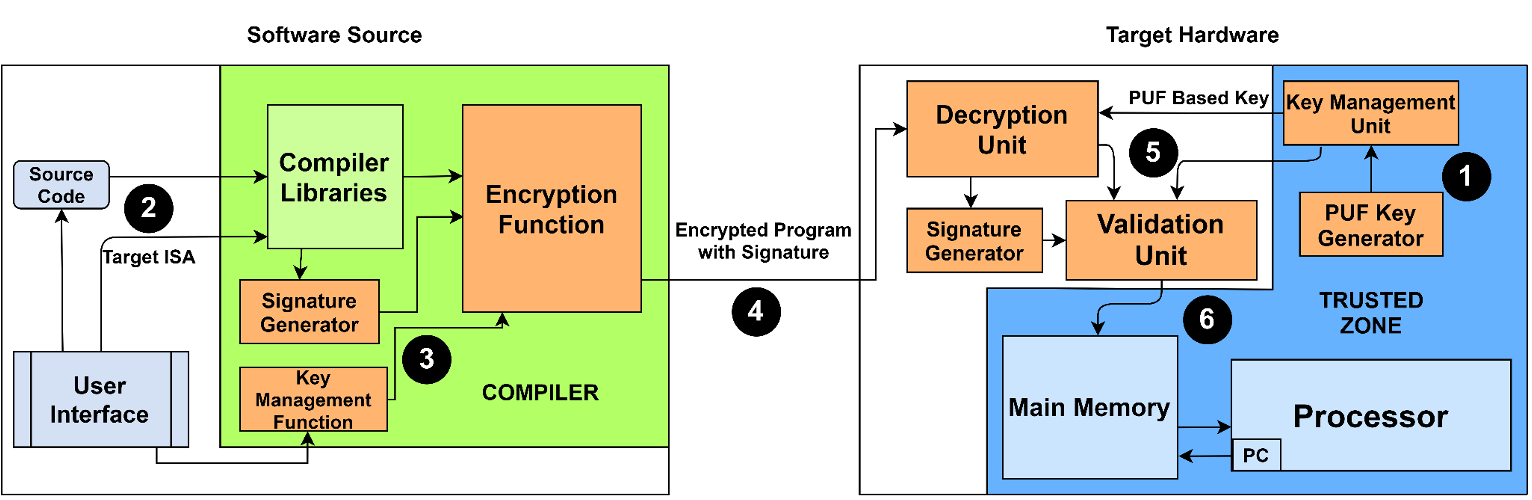 Software Source
Target Hardware
Source
Code
2
Target ISA
User
Interface
Compiler
Libraries
Signature
Generator
Key
Management
Function
3
Encryption
Function
COMPILER
Encrypted Program
with Signature
4
Decryption
Unit
PUF Based Key
Key Management
Unit
5
1
Signature
Generator
Validation
Unit
PUF Key
Generator
6
TRUSTED
ZONE
Main Memory
Processor
PC